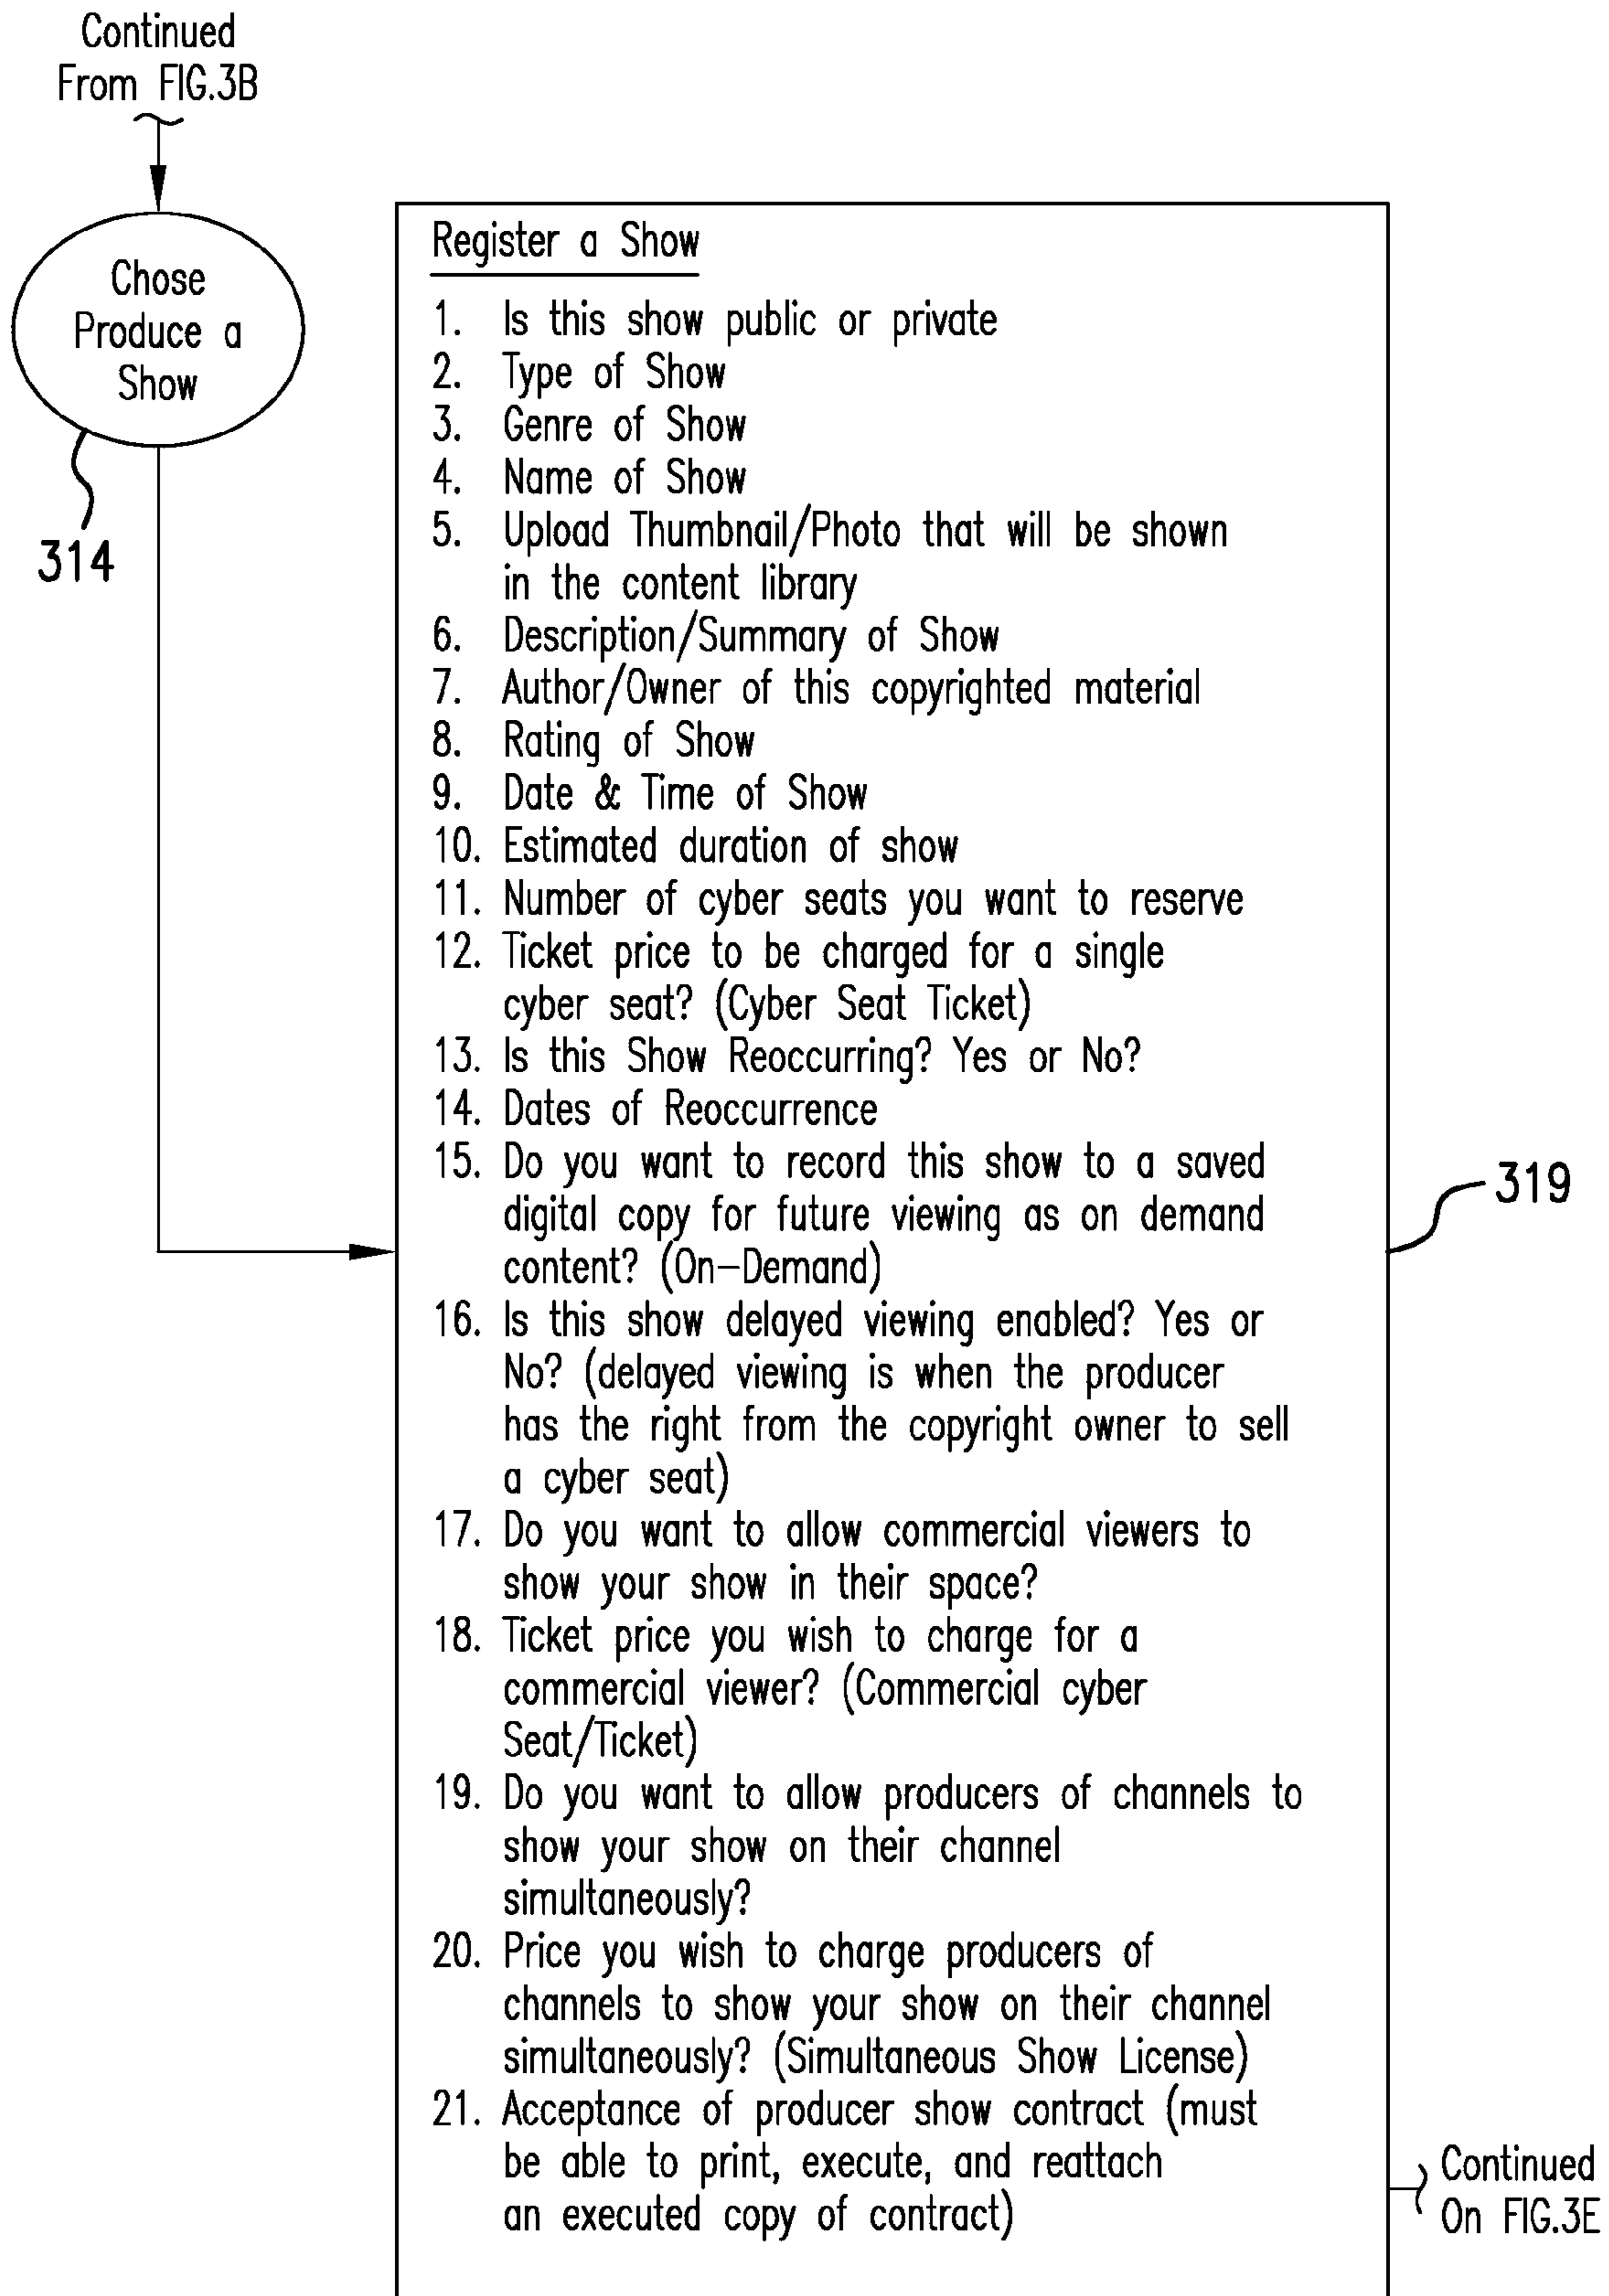 Continued
From FIG.3B
Chose
Produce a
Show
314
Register a Show
1. Is this show public or private
2. Type of Show
3. Genre of Show
4. Name of Show
5. Upload Thumbnail/Photo that will be shown
in the content library
6. Description/Summary of Show
7. Author/Owner of this copyrighted material
8. Rating of Show
9. Date & Time of Show
10. Estimated duration of show
11. Number of cyber seats you want to reserve
12. Ticket price to be charged for a single
cyber seat? (Cyber Seat Ticket)
13. Is this Show Reoccurring? Yes or No?
14. Dates of Reoccurrence
15. Do you want to record this show to a saved
digital copy for future viewing as on demand
content? (On-Demand)
16. Is this show delayed viewing enabled? Yes or
No? (delayed viewing is when the producer
has the right from the copyright owner to sell
a cyber seat)
17. Do you want to allow commercial viewers to
show your show in their space?
18. Ticket price you wish to charge for a
commercial viewer? (Commercial cyber
Seat/Ticket)
19. Do you want to allow producers of channels to
show your show on their channel
simultaneously?
20. Price you wish to charge producers of
channels to show your show on their channel
simultaneously? (Simultaneous Show License)
21. Acceptance of producer show contract (must
be able to print, execute, and reattach
an executed copy of contract)
319
Continued
On FIG.3E